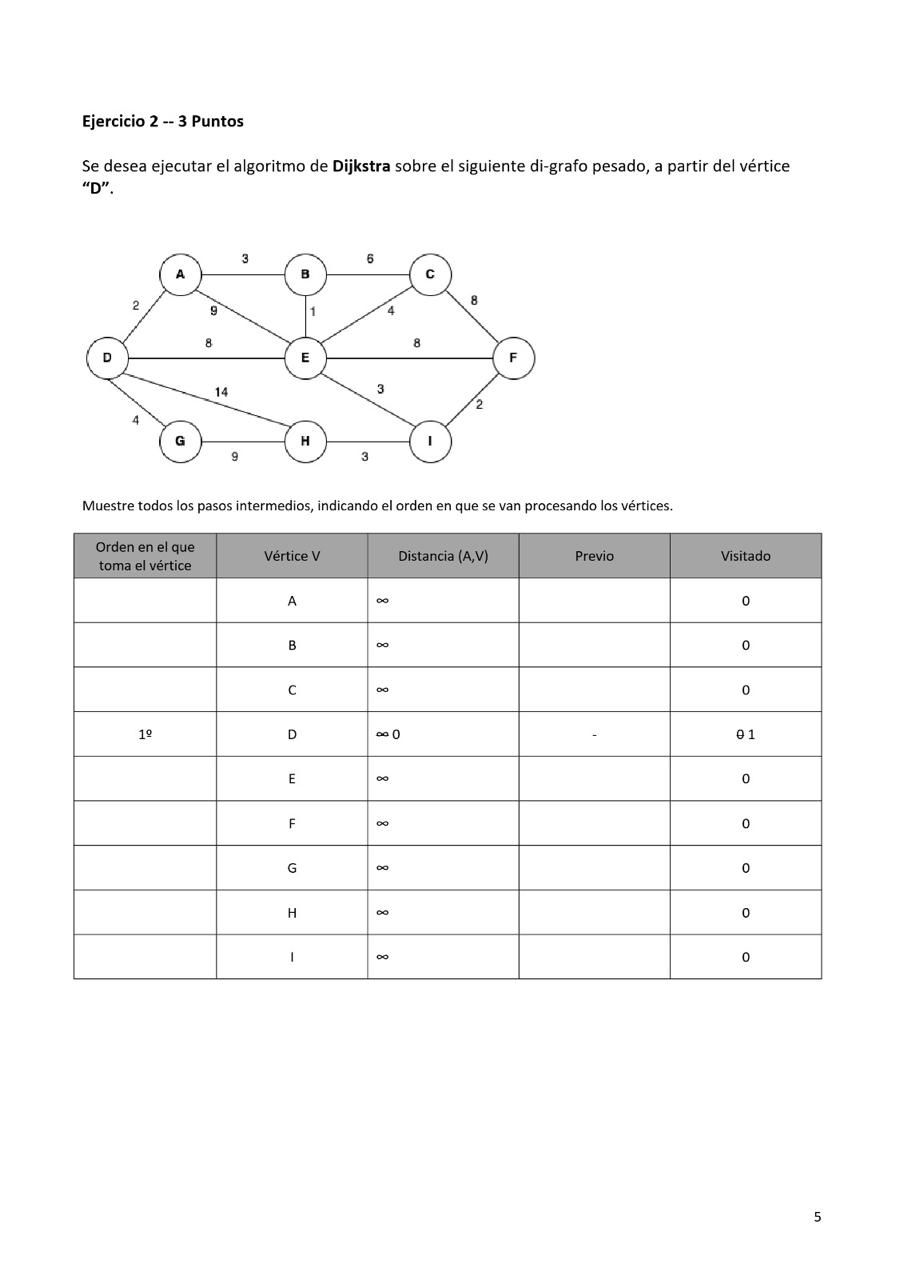 Ejercicio 2 -- 3 Puntos
Se desea ejecutar el algoritmo de Dijkstra sobre el siguiente di-grafo pesado, a partir del vértice
“D”.
3 6
A B C
2 9 1 4 8
8 8
D E F
14 3
4 2
G H I
9 3
Muestre todos los pasos intermedios, indicando el orden en que se van procesando los vértices.
Orden en el que
toma el vértice Vértice V Distancia (A,V) Previo Visitado
A ∞ 0
B ∞ 0
C ∞ 0
1º D ∞ 0 - 0 1
E ∞ 0
F ∞ 0
G ∞ 0
H ∞ 0
I ∞ 0
5